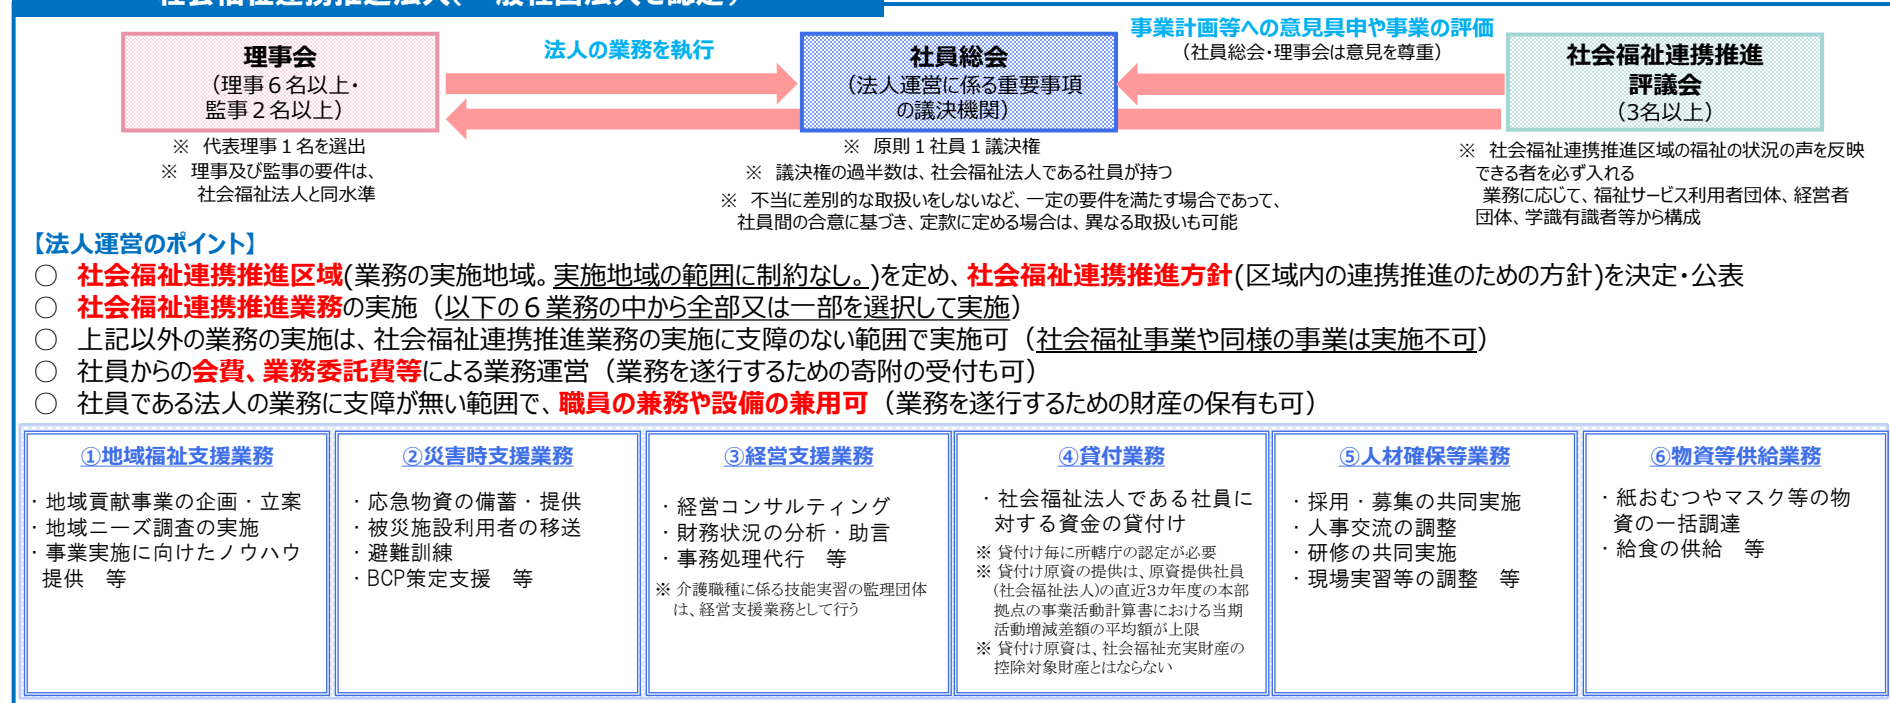 社会福祉連携推進法人(一般社団法人を認定)
理事会
（理事６名以上・
監事２名以上）
※ 代表理事１名を選出
※ 理事及び監事の要件は、
社会福祉法人と同水準
法人の業務を執行
社員総会
（法人運営に係る重要事項
の議決機関）
※ 原則１社員１議決権
※ 議決権の過半数は、社会福祉法人である社員が持つ
※ 不当に差別的な取扱いをしないなど、一定の要件を満たす場合であって、
社員間の合意に基づき、定款に定める場合は、異なる取扱いも可能
事業計画等への意見具申や事業の評価
（社員総会・理事会は意見を尊重）
社会福祉連携推進
評議会
（3名以上）
※ 社会福祉連携推進区域の福祉の状況の声を反映
できる者を必ず入れる
業務に応じて、福祉サービス利用者団体、経営者
団体、学識有識者等から構成
【法人運営のポイント】
○ 社会福祉連携推進区域(業務の実施地域。実施地域の範囲に制約なし。)を定め、社会福祉連携推進方針(区域内の連携推進のための方針)を決定・公表
○ 社会福祉連携推進業務の実施（以下の６業務の中から全部又は一部を選択して実施）
○ 上記以外の業務の実施は、社会福祉連携推進業務の実施に支障のない範囲で実施可（社会福祉事業や同様の事業は実施不可）
○ 社員からの会費、業務委託費等による業務運営（業務を遂行するための寄附の受付も可）
○ 社員である法人の業務に支障が無い範囲で、職員の兼務や設備の兼用可（業務を遂行するための財産の保有も可）
①地域福祉支援業務
・地域貢献事業の企画・立案
・地域ニーズ調査の実施
・事業実施に向けたノウハウ
提供 等
②災害時支援業務
・応急物資の備蓄・提供
・被災施設利用者の移送
・避難訓練
・BCP策定支援 等
③経営支援業務
・経営コンサルティング
・財務状況の分析・助言
・事務処理代行 等
※ 介護職種に係る技能実習の監理団体
は、経営支援業務として行う
④貸付業務
・社会福祉法人である社員に
対する資金の貸付け
※ 貸付け毎に所轄庁の認定が必要
※ 貸付け原資の提供は、原資提供社員
(社会福祉法人)の直近3カ年度の本部
拠点の事業活動計算書における当期
活動増減差額の平均額が上限
※ 貸付け原資は、社会福祉充実財産の
控除対象財産とはならない
⑤人材確保等業務
・採用・募集の共同実施
・人事交流の調整
・研修の共同実施
・現場実習等の調整 等
⑥物資等供給業務
・紙おむつやマスク等の物
資の一括調達
・給食の供給 等